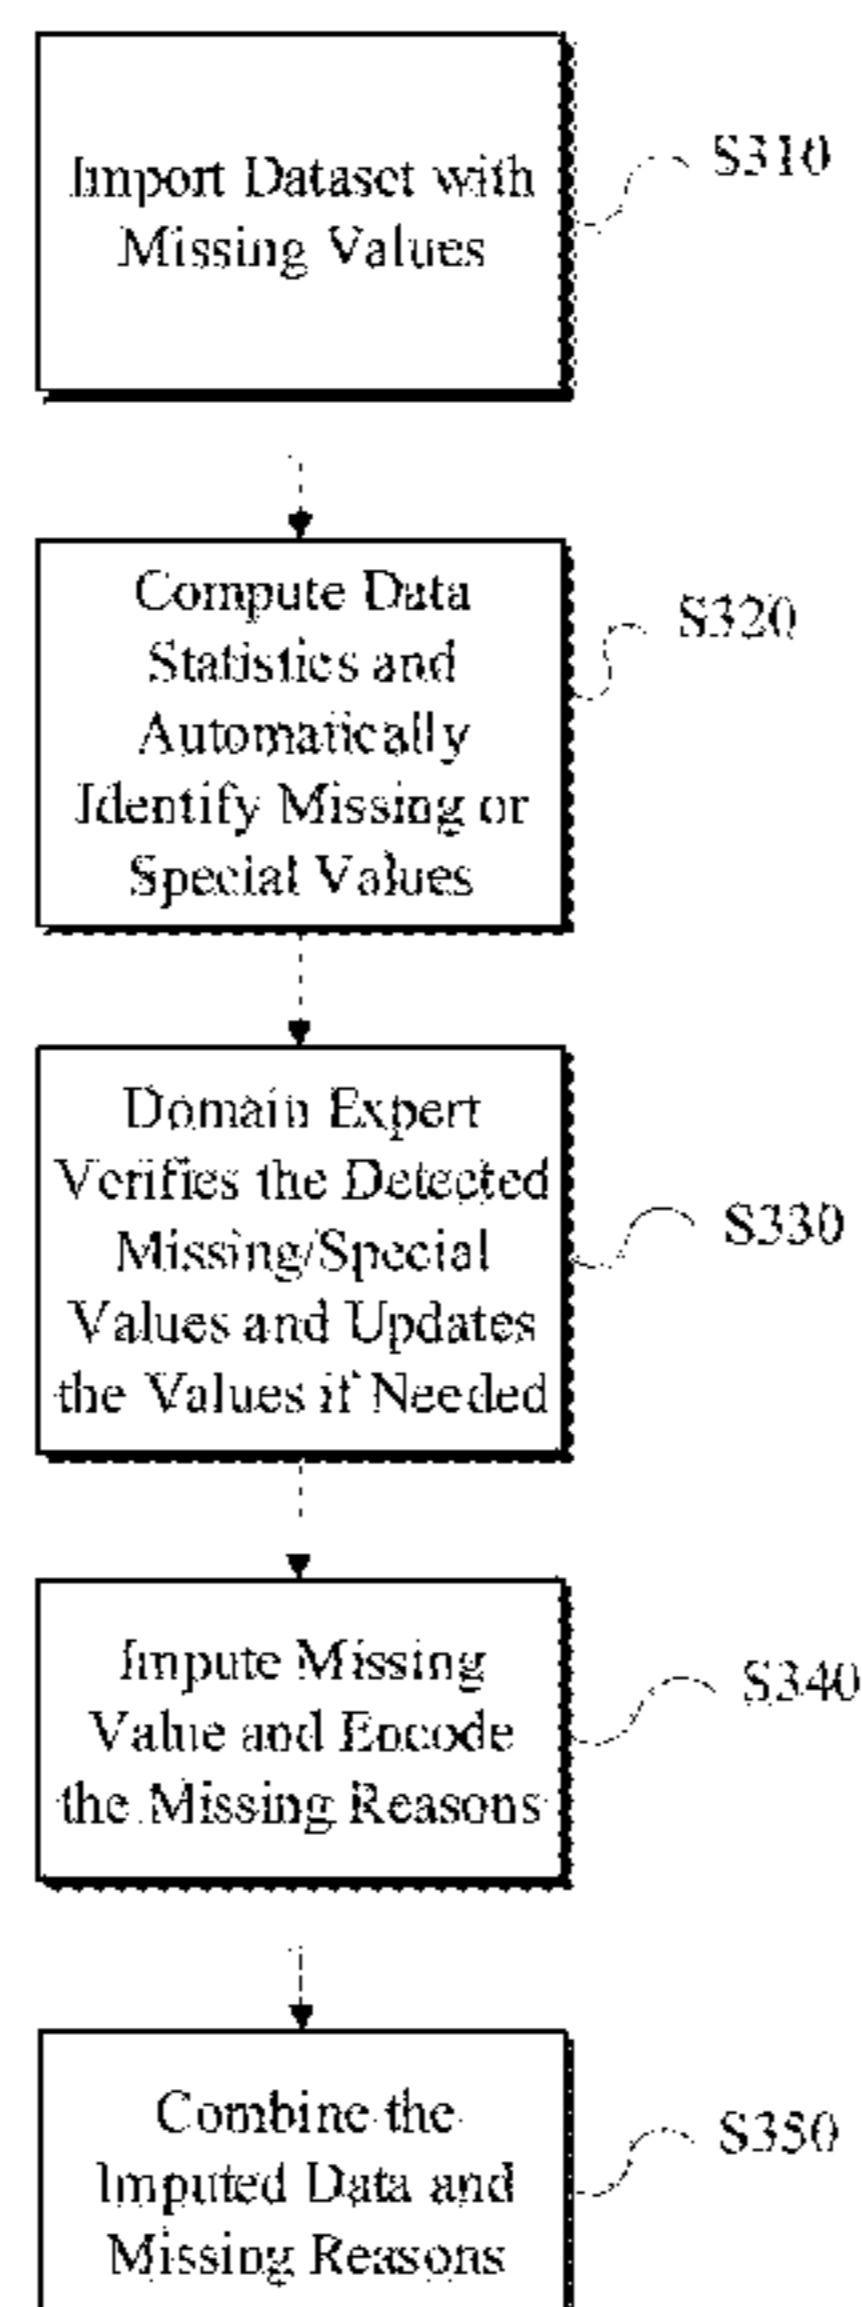 Import Dataset with
Missing Values
S310
Compute Data
Statistics and
Automatically
Identify Missing or
Special Values
S320
Domain Expert
Verifies the Detected
Missing/Special
Values and Updates
the Values if Needed
S330
Impute Missing
Value and Encode
the Missing Reasons
S340
Combine the
Imputed Data and
Missing Reasons
S350